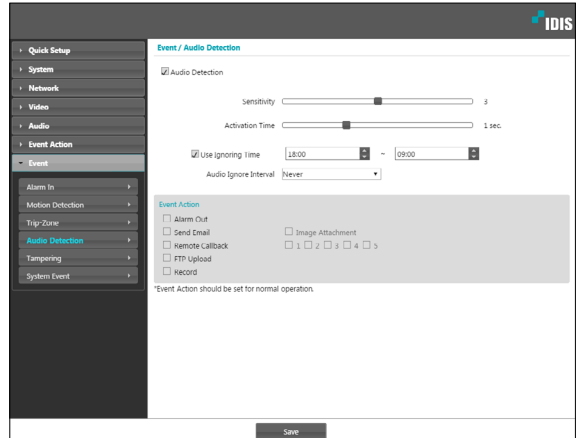 IDIS
Quick Setup
System
Network
Video
Audio
Event Action
Event
Alarm In
Motion Detection
Trip-Zone
Audio Detection
Tampering
System Event
Event / Audio Detection
Audio Detection
Sensitivity 3
Activation Time 1 sec.
Use Ignoring Time 18:00 ~ 09:00
Audio Ignore Interval Never
Event Action
Alarm Out
Send Email Image Attachment
Remote Callback 1 2 3 4 5
FTP Upload
Record
*Event Action should be set for normal operation.
Save